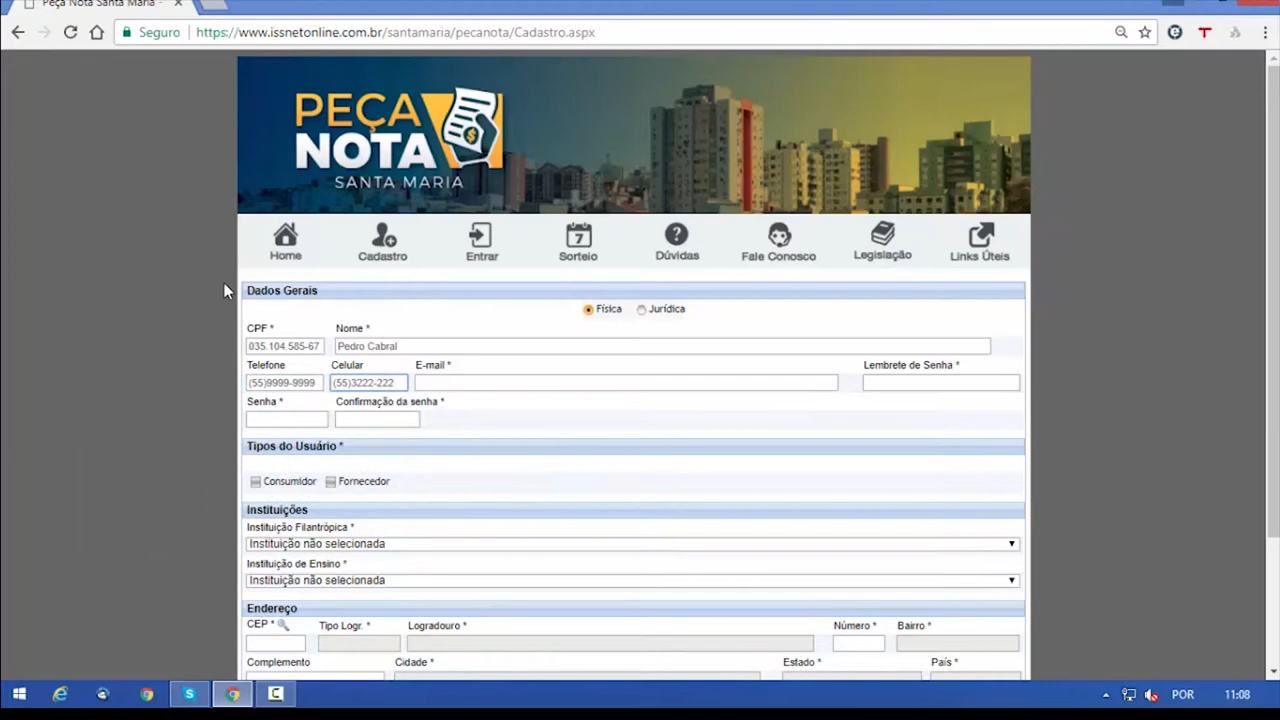 Peça Nota Santa Maria -
Seguro https://www.issnetonline.com.br/santamaria/pecanota/Cadastro.aspx
PEÇA
NOTA
SANTA MARIA
Home Cadastro Entrar Sorteio Dúvidas Fale Conosco Legislação Links Úteis
7
Dados Gerais
Física Jurídica
CPF * Nome *
035.104.585-67 Pedro Cabral
Telefone Celular E-mail * Lembrete de Senha *
(55)9999-9999 (55)3222-222
Senha * Confirmação da senha *
Tipos do Usuário *
Consumidor Fornecedor
Instituições
Instituição Filantrópica *
Instituição não selecionada
Instituição de Ensino *
Instituição não selecionada
Endereço
CEP * Tipo Logr. * Logradouro * Número * Bairro *
Complemento Cidade * Estado * País *
POR 11:08